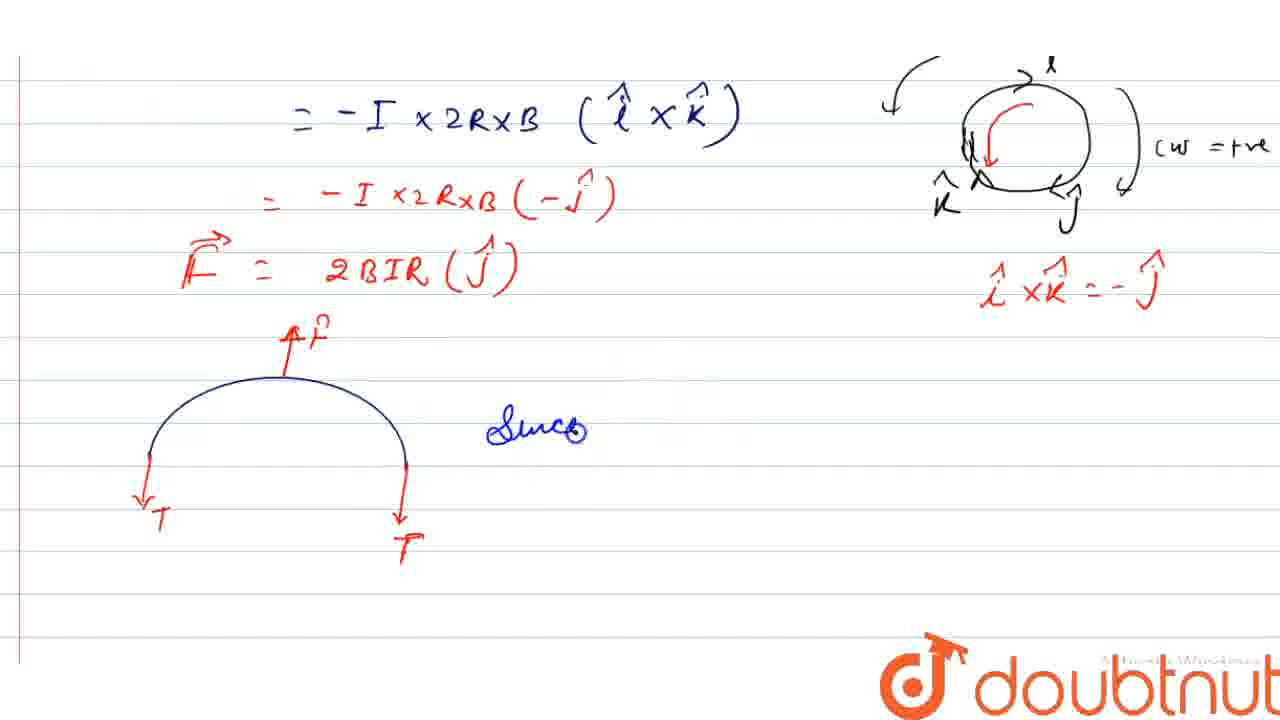 = - I × 2R × B (î × k̂)
= - I × 2R × B (-ĵ)
F⃗ = 2BIR (ĵ)
F
T
T
Since
cw = +ve
k̂
ĵ
î × k̂ = -ĵ
doubtnut